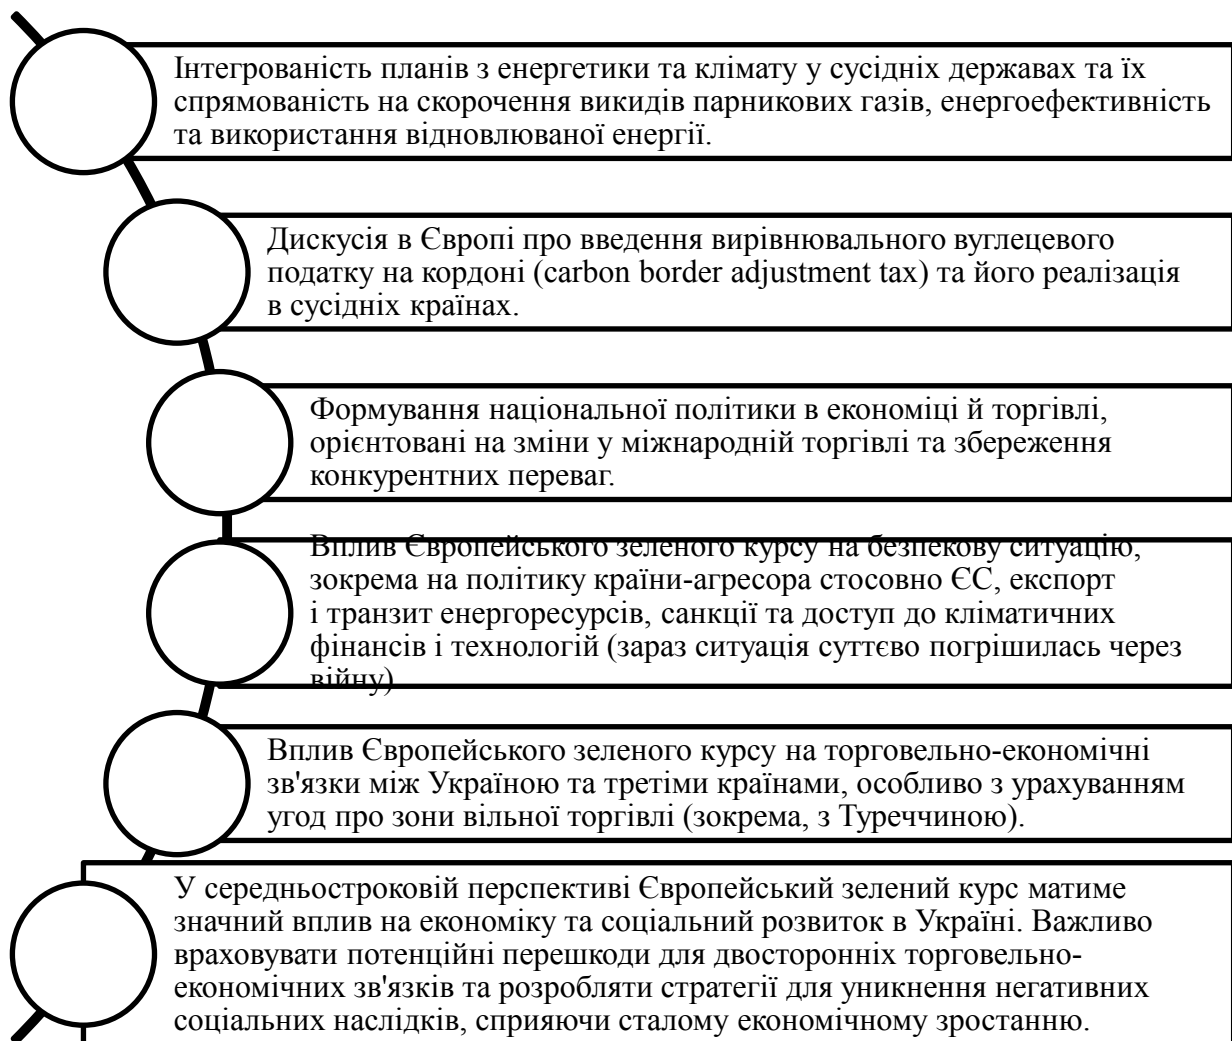 Інтегрованість планів з енергетики та клімату у сусідніх державах та їх
спрямованість на скорочення викидів парникових газів, енергоефективність
та використання відновлюваної енергії.
Дискусія в Європі про введення вирівнювального вуглецевого
податку на кордоні (carbon border adjustment tax) та його реалізація
в сусідніх країнах.
Формування національної політики в економіці й торгівлі,
орієнтовані на зміни у міжнародній торгівлі та збереження
конкурентних переваг.
Вплив Європейського зеленого курсу на безпекову ситуацію,
зокрема на політику країни-агресора стосовно ЄС, експорт
і транзит енергоресурсів, санкції та доступ до кліматичних
фінансів і технологій (зараз ситуація суттєво погрішилась через
війну)
Вплив Європейського зеленого курсу на торговельно-економічні
зв'язки між Україною та третіми країнами, особливо з урахуванням
угод про зони вільної торгівлі (зокрема, з Туреччиною).
У середньостроковій перспективі Європейський зелений курс матиме
значний вплив на економіку та соціальний розвиток в Україні. Важливо
враховувати потенційні перешкоди для двосторонніх торговельно-
економічних зв'язків та розробляти стратегії для уникнення негативних
соціальних наслідків, сприяючи сталому економічному зростанню.